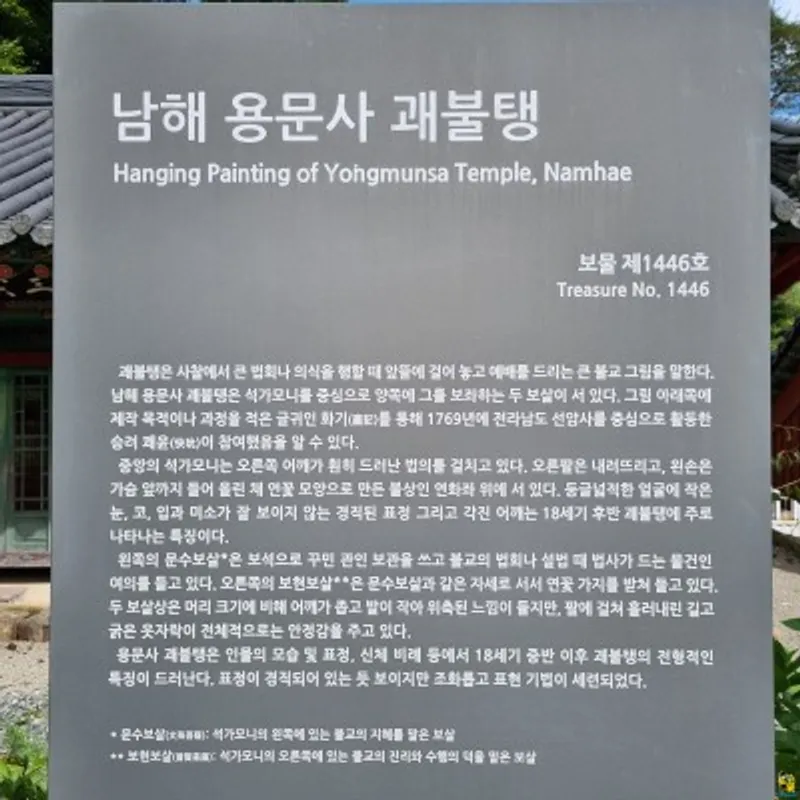 남해 용문사 괘불탱
Hanging Painting of Yongmunsa Temple, Namhae
보물 제1446호
Treasure No. 1446
괘불탱은 사찰에서 큰 법회나 의식을 행할 때 앞뜰에 걸어 놓고 예배를 드리는 큰 불교 그림을 말한다.
남해 용문사 괘불탱은 석가모니를 중심으로 양쪽에 그를 보좌하는 두 보살이 서 있다. 그림 아래쪽에
제작 목적이나 과정을 적은 글귀인 화기(畵記)를 통해 1769년에 전라남도 선암사를 중심으로 활동한
승려 쾌윤(快玧)이 참여했음을 알 수 있다.
중앙의 석가모니는 오른쪽 어깨가 훤히 드러난 법의를 걸치고 있다. 오른팔은 내려뜨리고, 왼손은
가슴 앞까지 들어 올린 채 연꽃 모양으로 만든 불상인 연화좌 위에 서 있다. 둥글넓적한 얼굴에 작은
눈, 코, 입과 미소가 잘 보이지 않는 경직된 표정 그리고 각진 어깨는 18세기 후반 괘불탱에 주로
나타나는 특징이다.
왼쪽의 문수보살*은 보석으로 꾸민 관인 보관을 쓰고 불교의 법회나 설법 때 법사가 드는 물건인
여의를 들고 있다. 오른쪽의 보현보살**은 문수보살과 같은 자세로 서서 연꽃 가지를 받쳐 들고 있다.
두 보살상은 머리 크기에 비해 어깨가 좁고 발이 작아 위축된 느낌이 들지만, 팔에 걸쳐 흘러내린 길고
굵은 옷자락이 전체적으로는 안정감을 주고 있다.
용문사 괘불탱은 인물의 모습 및 표정, 신체 비례 등에서 18세기 중반 이후 괘불탱의 전형적인
특징이 드러난다. 표정이 경직되어 있는 듯 보이지만 조화롭고 표현 기법이 세련되었다.
* 문수보살(文殊菩薩): 석가모니의 왼쪽에 있는 불교의 지혜를 맡은 보살
** 보현보살(普賢菩薩): 석가모니의 오른쪽에 있는 불교의 진리와 수행의 덕을 맡은 보살